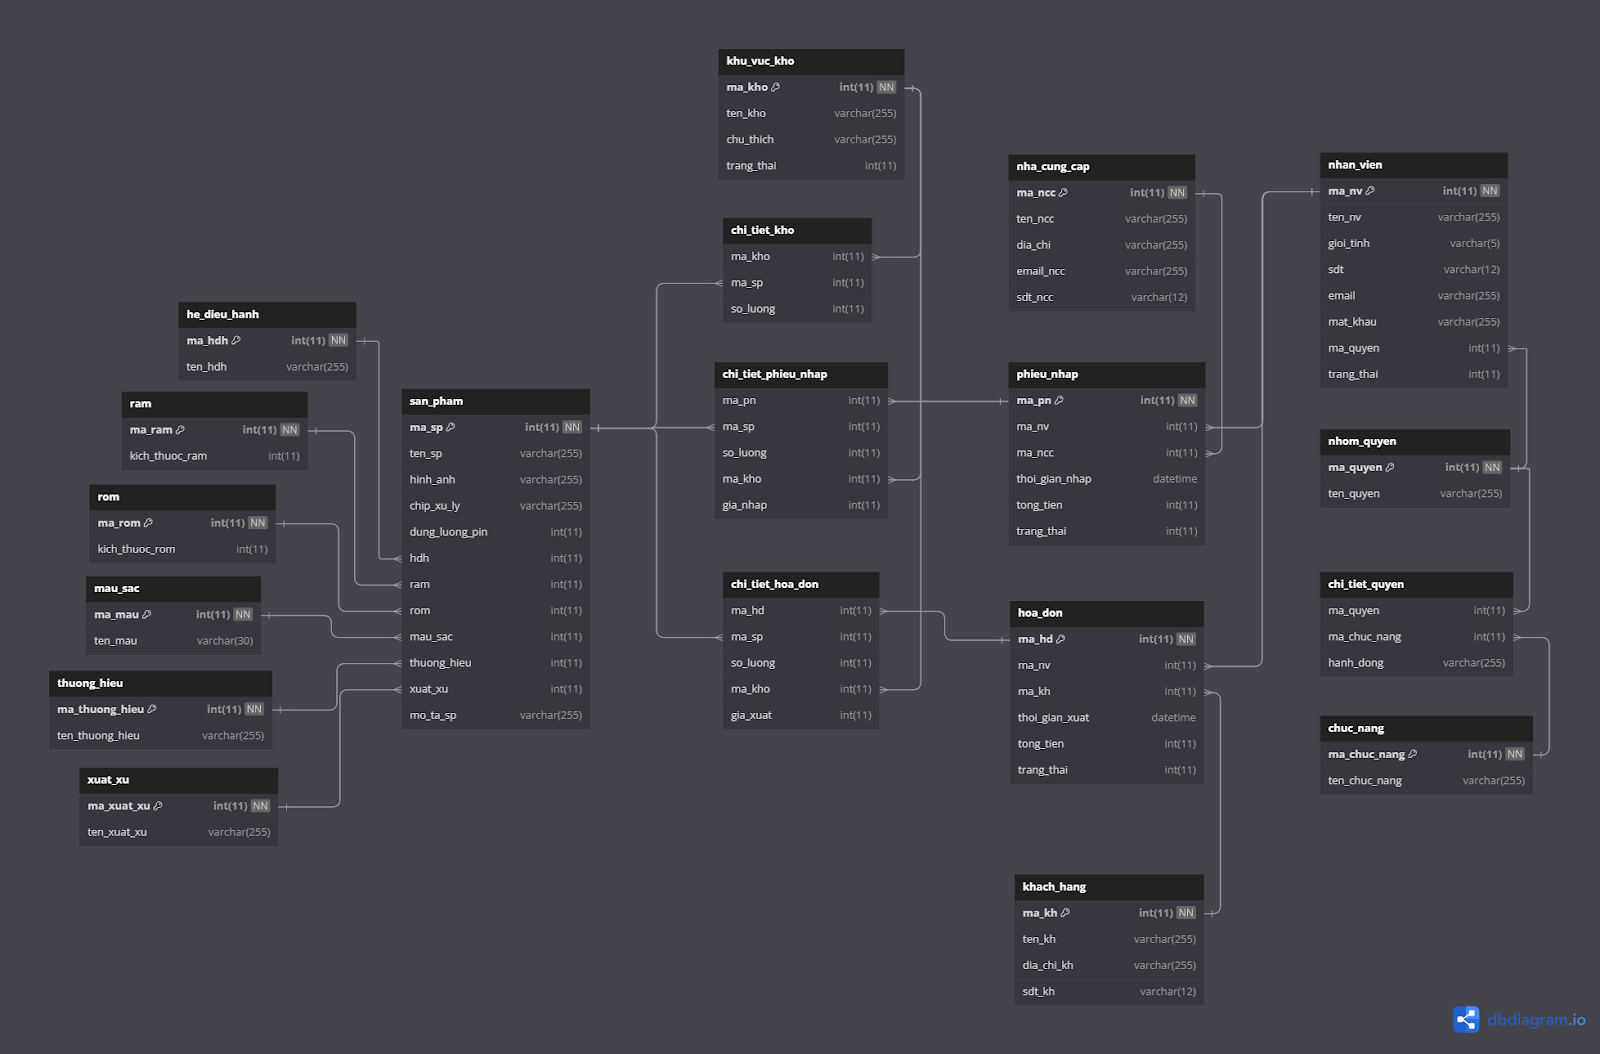 khu_vuc_kho
ma_kho int(11) NN
ten_kho varchar(255)
chu_thich varchar(255)
trang_thai int(11)
chi_tiet_kho
ma_kho int(11)
ma_sp int(11)
so_luong int(11)
he_dieu_hanh
ma_hdh int(11) NN
ten_hdh varchar(255)
ram
ma_ram int(11) NN
kich_thuoc_ram int(11)
rom
ma_rom int(11) NN
kich_thuoc_rom int(11)
mau_sac
ma_mau int(11) NN
ten_mau varchar(30)
thuong_hieu
ma_thuong_hieu int(11) NN
ten_thuong_hieu varchar(255)
xuat_xu
ma_xuat_xu int(11) NN
ten_xuat_xu varchar(255)
san_pham
ma_sp int(11) NN
ten_sp varchar(255)
hinh_anh varchar(255)
chip_xu_ly varchar(255)
dung_luong_pin int(11)
hdh int(11)
ram int(11)
rom int(11)
mau_sac int(11)
thuong_hieu int(11)
xuat_xu int(11)
mo_ta_sp varchar(255)
chi_tiet_phieu_nhap
ma_pn int(11)
ma_sp int(11)
so_luong int(11)
ma_kho int(11)
gia_nhap int(11)
chi_tiet_hoa_don
ma_hd int(11)
ma_sp int(11)
so_luong int(11)
ma_kho int(11)
gia_xuat int(11)
nha_cung_cap
ma_ncc int(11) NN
ten_ncc varchar(255)
dia_chi varchar(255)
email_ncc varchar(255)
sdt_ncc varchar(12)
phieu_nhap
ma_pn int(11) NN
ma_nv int(11)
ma_ncc int(11)
thoi_gian_nhap datetime
tong_tien int(11)
trang_thai int(11)
hoa_don
ma_hd int(11) NN
ma_nv int(11)
ma_kh int(11)
thoi_gian_xuat datetime
tong_tien int(11)
trang_thai int(11)
khach_hang
ma_kh int(11) NN
ten_kh varchar(255)
dia_chi_kh varchar(255)
sdt_kh varchar(12)
nhan_vien
ma_nv int(11) NN
ten_nv varchar(255)
gioi_tinh varchar(5)
sdt varchar(12)
email varchar(255)
mat_khau varchar(255)
ma_quyen int(11)
trang_thai int(11)
nhom_quyen
ma_quyen int(11) NN
ten_quyen varchar(255)
chi_tiet_quyen
ma_quyen int(11)
ma_chuc_nang int(11)
hanh_dong varchar(255)
chuc_nang
ma_chuc_nang int(11) NN
ten_chuc_nang varchar(255)
dbdiagram.io